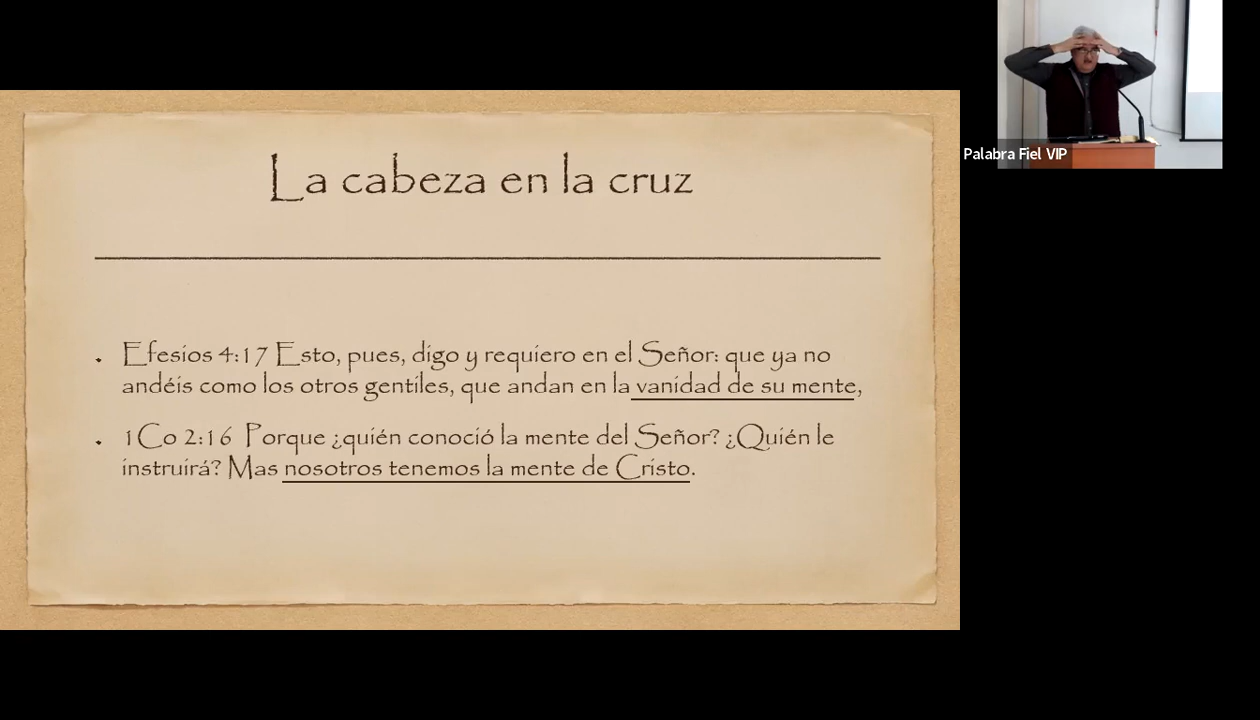 La cabeza en la cruz
Efesios 4:17 Esto, pues, digo y requiero en el Señor: que ya no
andéis como los otros gentiles, que andan en la vanidad de su mente,
1Co 2:16 Porque ¿quién conoció la mente del Señor? ¿Quién le
instruirá? Mas nosotros tenemos la mente de Cristo.
Palabra Fiel VIP